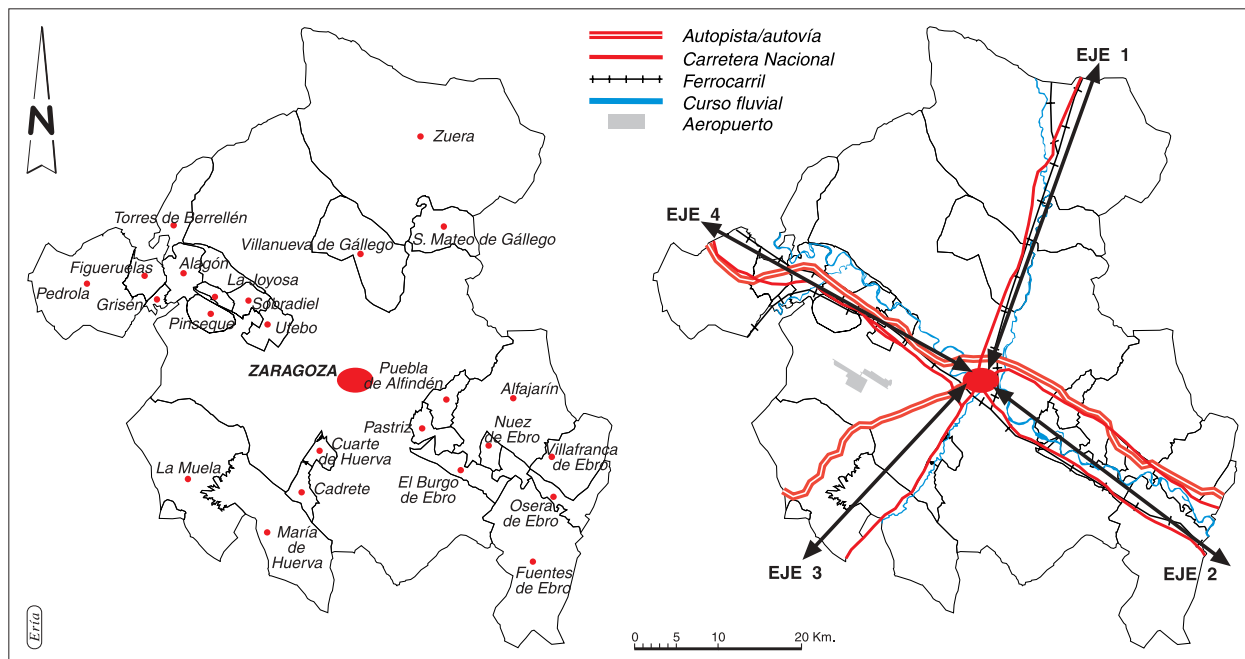 N
Zuera
Torres de Berrellén
Villanueva de Gállego
S. Mateo de Gállego
Figueruelas
Alagón
Pedrola
La Joyosa
Grisén
Sobradiel
Pinseque
Utebo
ZARAGOZA
Puebla
de Alfindén
Alfajarín
Pastriz
Nuez
de Ebro
Cuarte
de Huerva
Villafranca
de Ebro
La Muela
El Burgo
de Ebro
Cadrete
Osera
de Ebro
María
de
Huerva
Fuentes
de Ebro
Ería
Autopista/autovía
Carretera Nacional
Ferrocarril
Curso fluvial
Aeropuerto
EJE 1
EJE 4
EJE 3
EJE 2
0 5 10 20 Km.